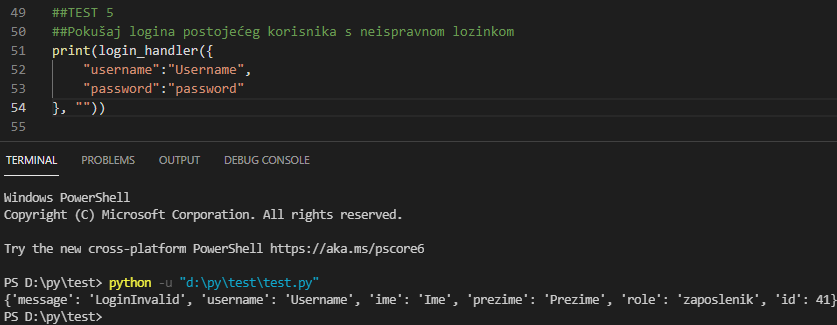 49 ##TEST 5
50 ##Pokušaj logina postojećeg korisnika s neispravnom lozinkom
51 print(login_handler({
52 "username":"Username",
53 "password":"password"
54 }, ""))
55
TERMINAL PROBLEMS OUTPUT DEBUG CONSOLE
Windows PowerShell
Copyright (C) Microsoft Corporation. All rights reserved.
Try the new cross-platform PowerShell https://aka.ms/pscore6
PS D:\py\test> python -u "d:\py\test\test.py"
{'message': 'LoginInvalid', 'username': 'Username', 'ime': 'Ime', 'prezime': 'Prezime', 'role': 'zaposlenik', 'id': 41}
PS D:\py\test>